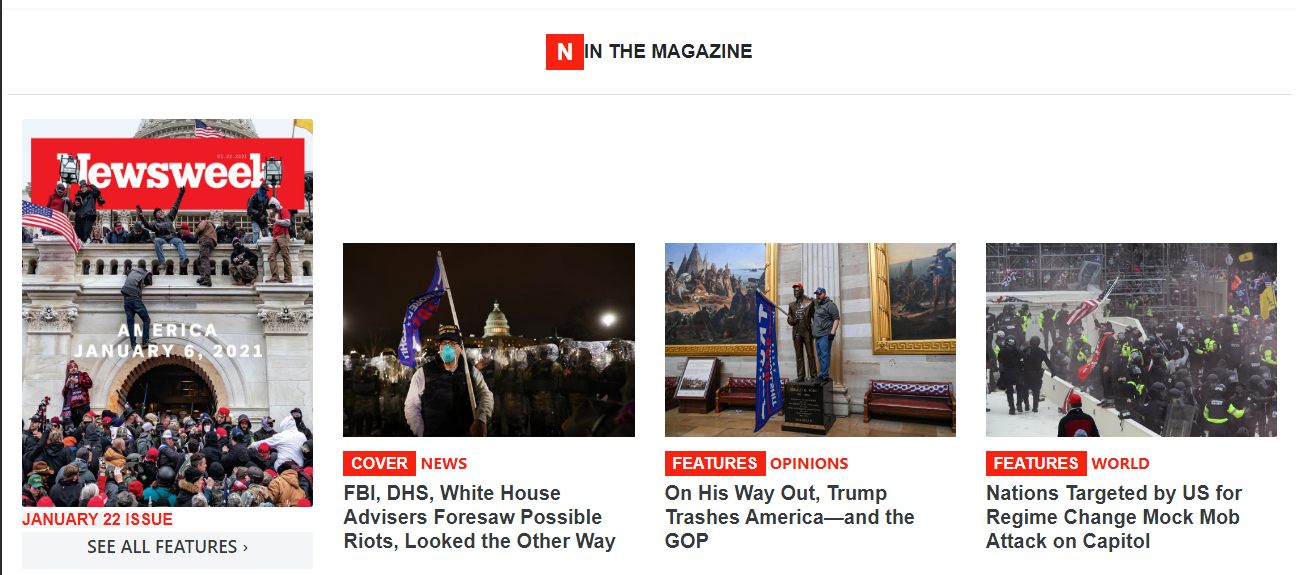 N IN THE MAGAZINE
01.22.2021
Newsweek
AMERICA
JANUARY 6, 2021
JANUARY 22 ISSUE
SEE ALL FEATURES ›
COVER NEWS
FBI, DHS, White House
Advisers Foresaw Possible
Riots, Looked the Other Way
TRUMP
FEATURES OPINIONS
On His Way Out, Trump
Trashes America—and the
GOP
FEATURES WORLD
Nations Targeted by US for
Regime Change Mock Mob
Attack on Capitol